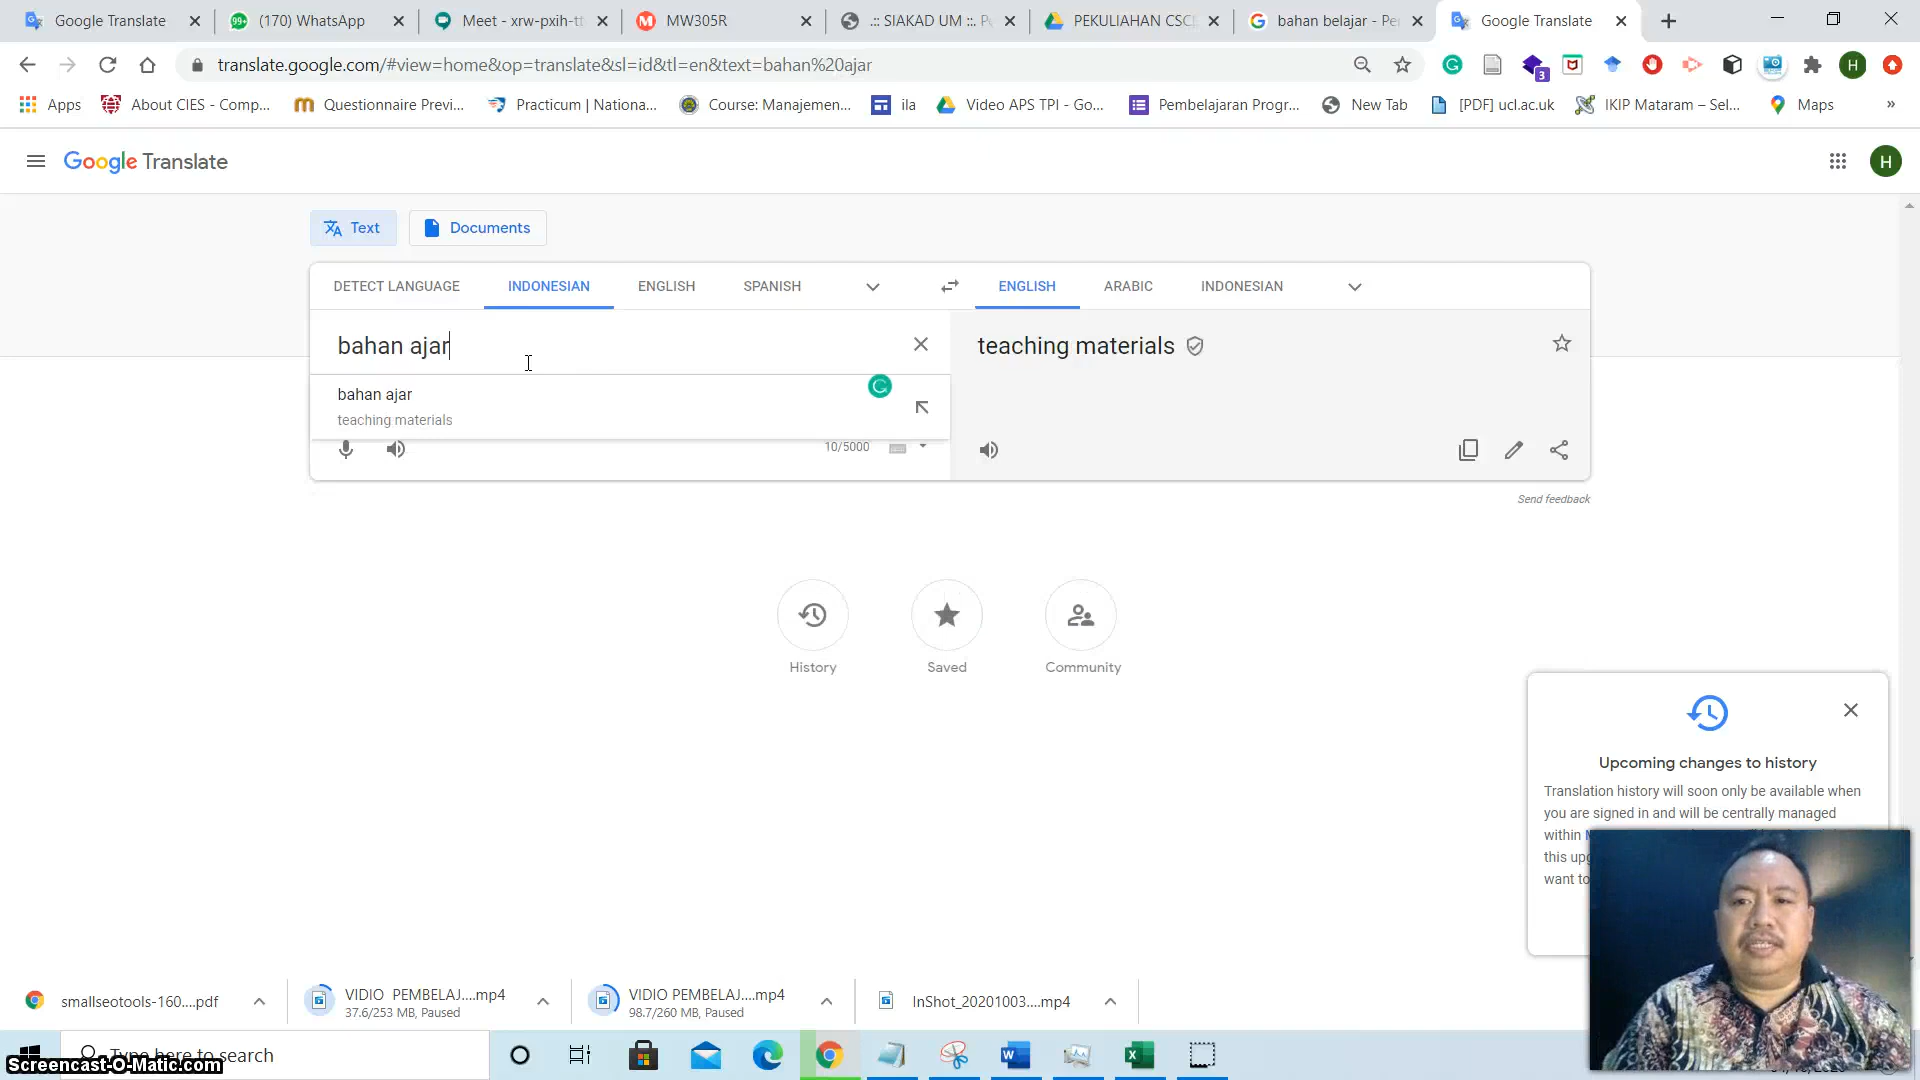 Google Translate
(170) WhatsApp
Meet - xrw-pxih-t
MW305R
.:: SIAKAD UM ::.
PEKULIAHAN CSC
bahan belajar - Pe
Google Translate
translate.google.com/#view=home&op=translate&sl=id&tl=en&text=bahan%20ajar
3
H
Apps
About CIES - Comp...
Questionnaire Previ...
Practicum | Nationa...
Course: Manajemen...
ila
Video APS TPI - Go...
Pembelajaran Progr...
New Tab
[PDF] ucl.ac.uk
IKIP Mataram – Sel...
Maps
»
Google Translate
H
Text
Documents
DETECT LANGUAGE
INDONESIAN
ENGLISH
SPANISH
ENGLISH
ARABIC
INDONESIAN
bahan ajar
teaching materials
bahan ajar
teaching materials
10/5000
Send feedback
History
Saved
Community
Upcoming changes to history
Translation history will soon only be available when
you are signed in and will be centrally managed
within
this
want to
smallseotools-160....pdf
VIDIO PEMBELAJ....mp4
37.6/253 MB, Paused
VIDIO PEMBELAJ....mp4
98.7/260 MB, Paused
InShot_20201003....mp4
Type here to search
Screencast-O-Matic.com